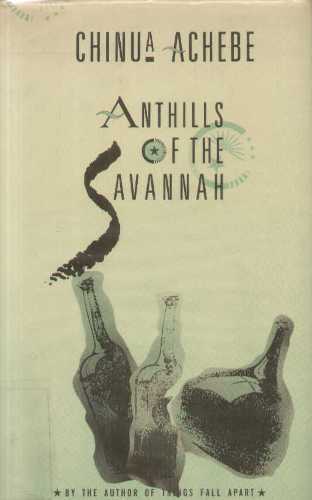 CHINUA ACHEBE
ANTHILLS
OF THE
SAVANNAH
★ BY THE AUTHOR OF THINGS FALL APART ★